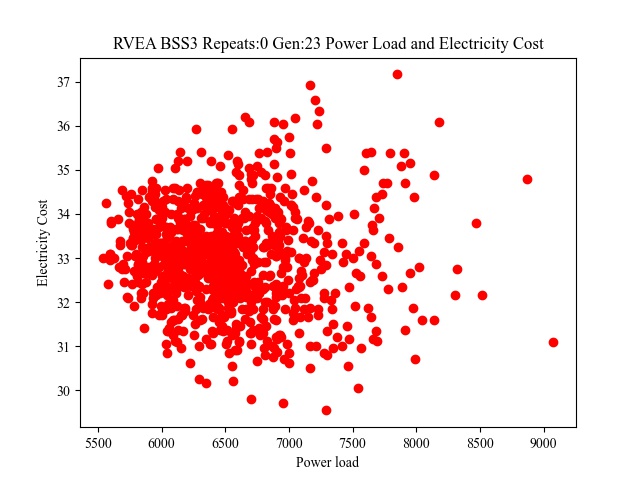 RVEA BSS3 Repeats:0 Gen:23 Power Load and Electricity Cost
37
36
35
34
33
32
31
30
Electricity Cost
5500 6000 6500 7000 7500 8000 8500 9000
Power load